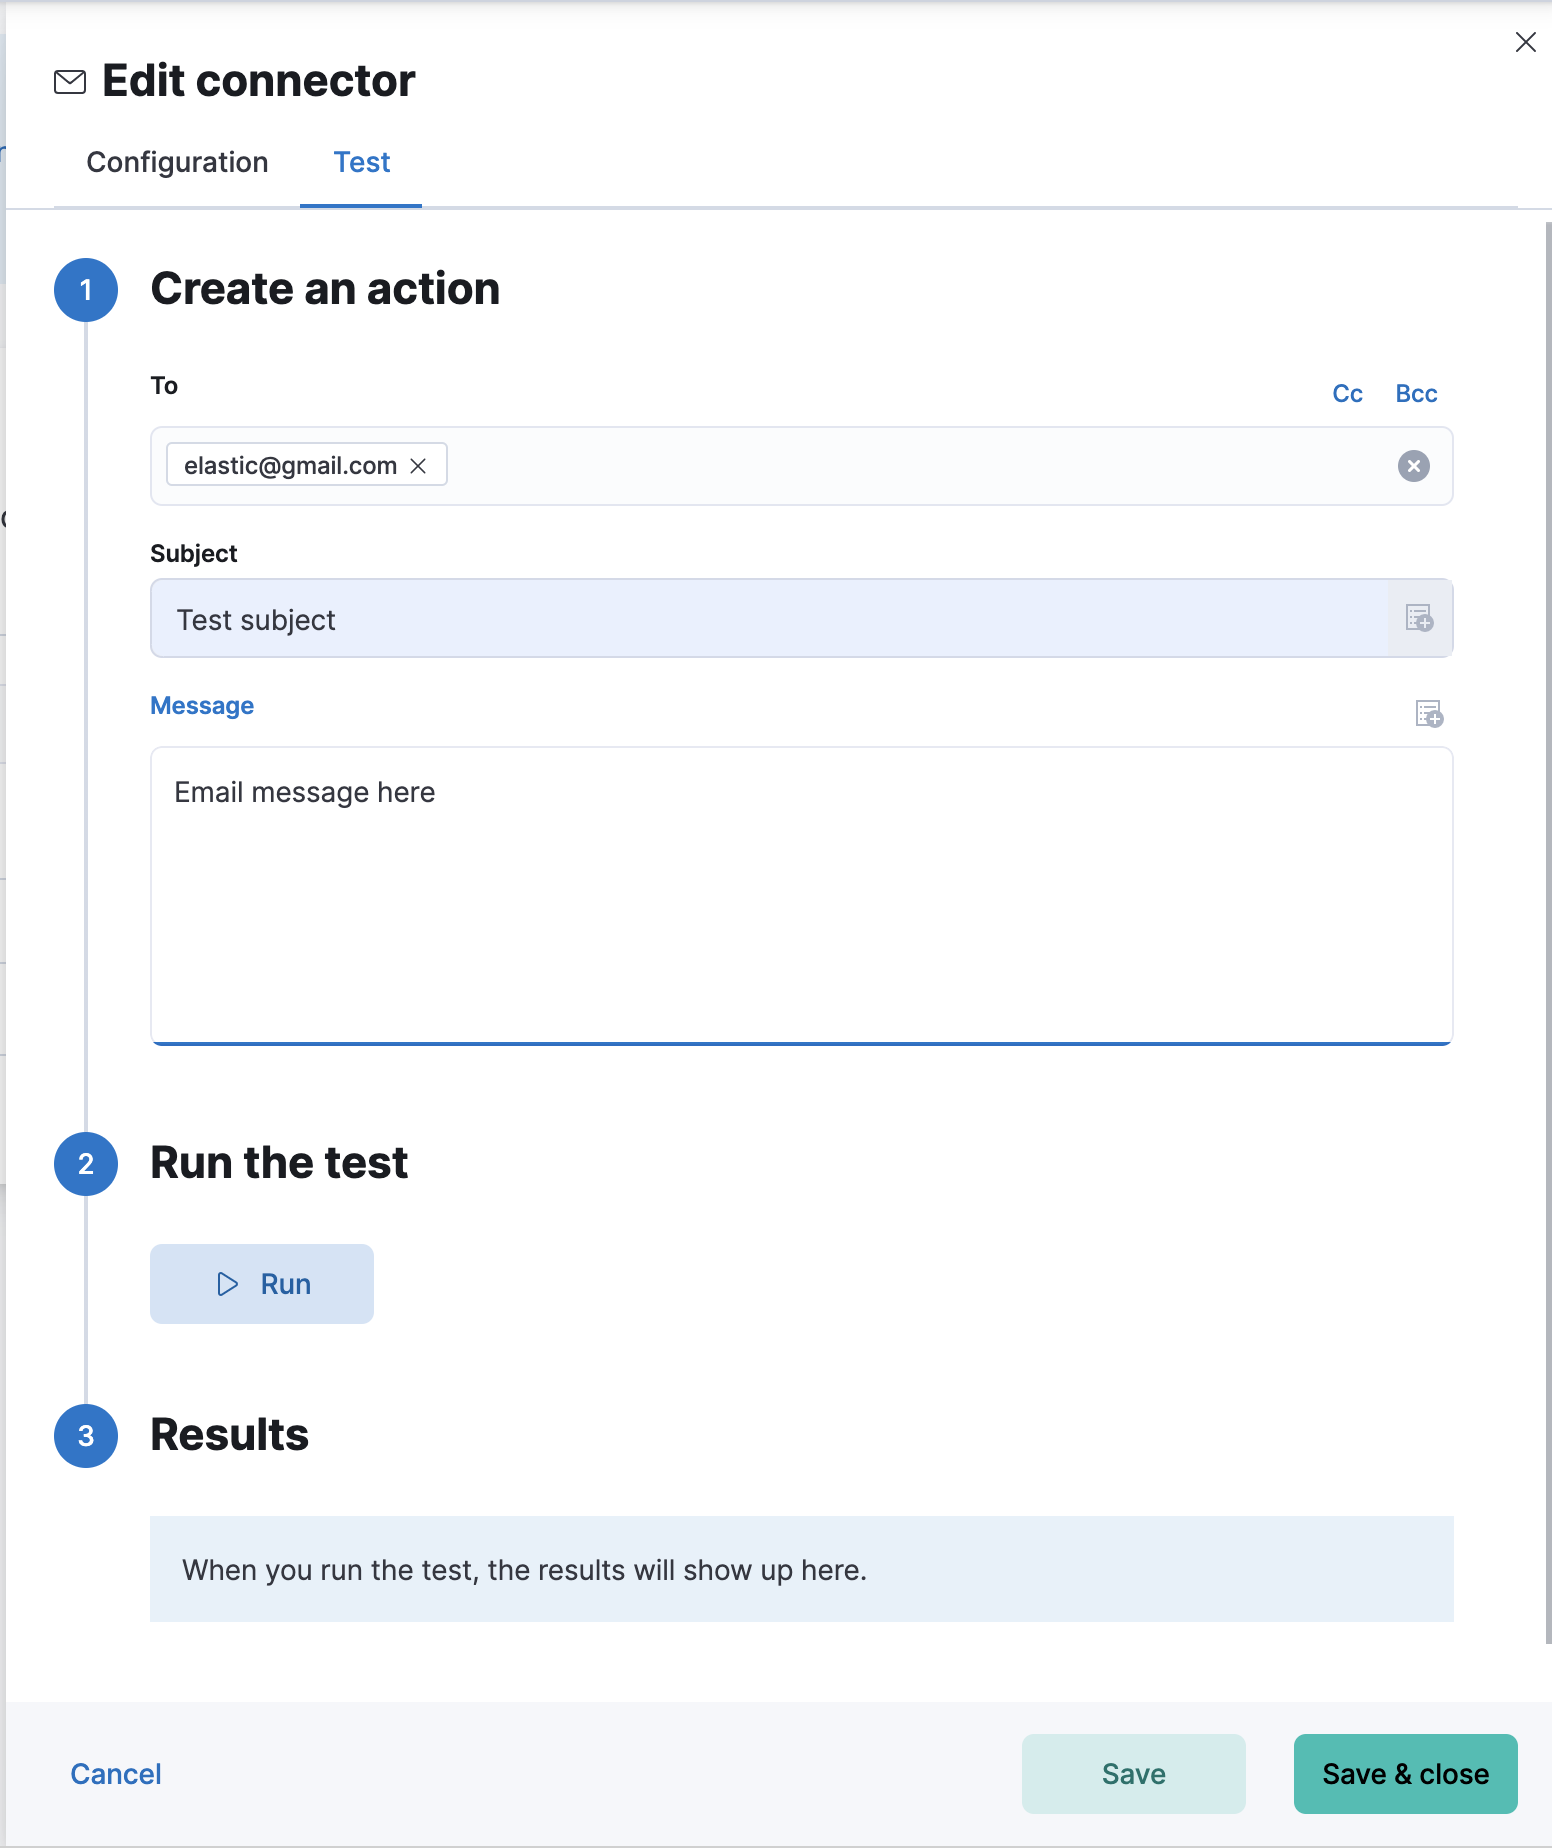 Edit connector
Configuration Test
1 Create an action
To Cc Bcc
elastic@gmail.com
Subject
Test subject
Message
Email message here
2 Run the test
Run
3 Results
When you run the test, the results will show up here.
Cancel Save Save & close